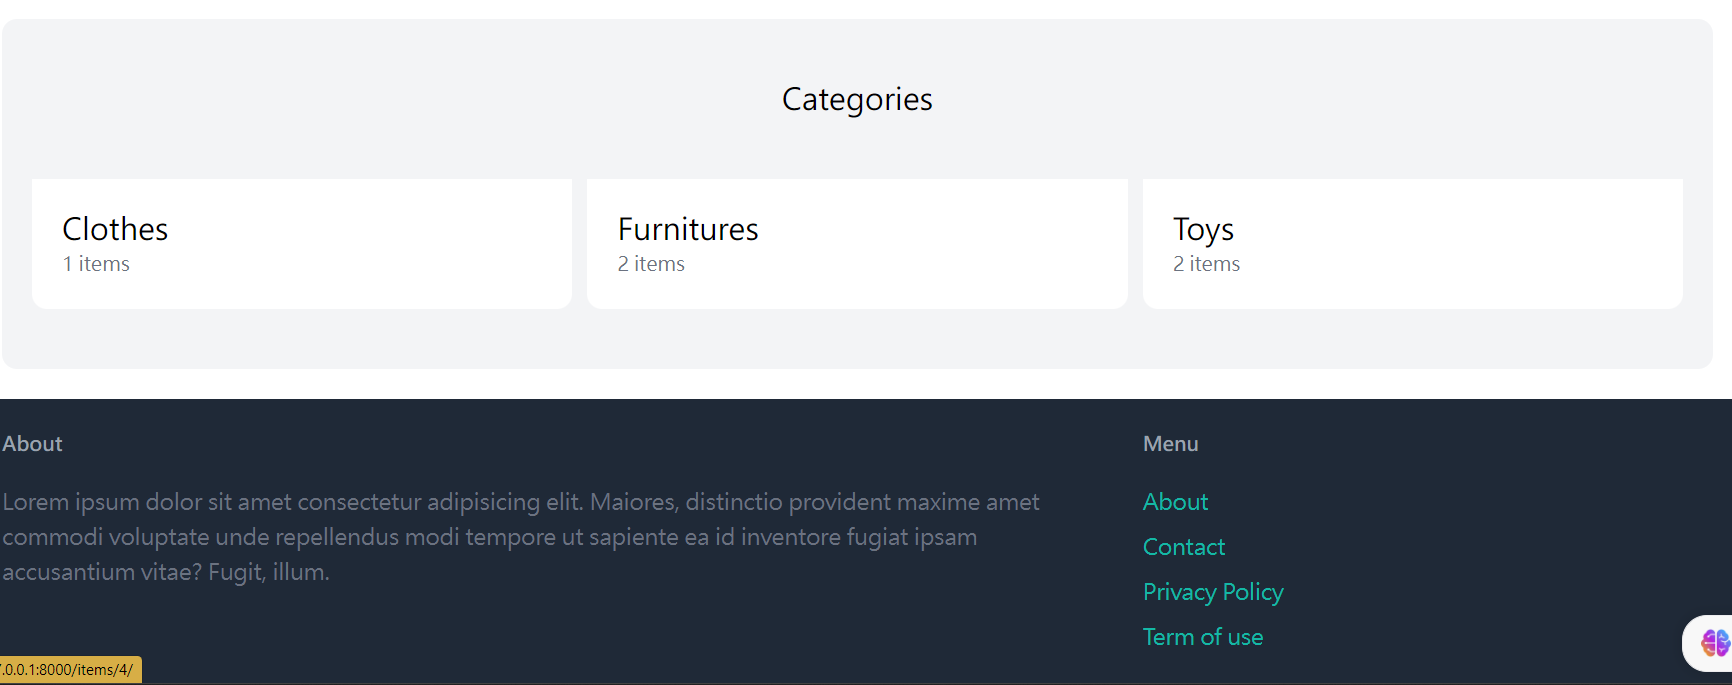 Categories
Clothes
1 items
Furnitures
2 items
Toys
2 items
About
Lorem ipsum dolor sit amet consectetur adipisicing elit. Maiores, distinctio provident maxime amet
commodi voluptate unde repellendus modi tempore ut sapiente ea id inventore fugiat ipsam
accusantium vitae? Fugit, illum.
Menu
About
Contact
Privacy Policy
Term of use
.0.0.1:8000/items/4/